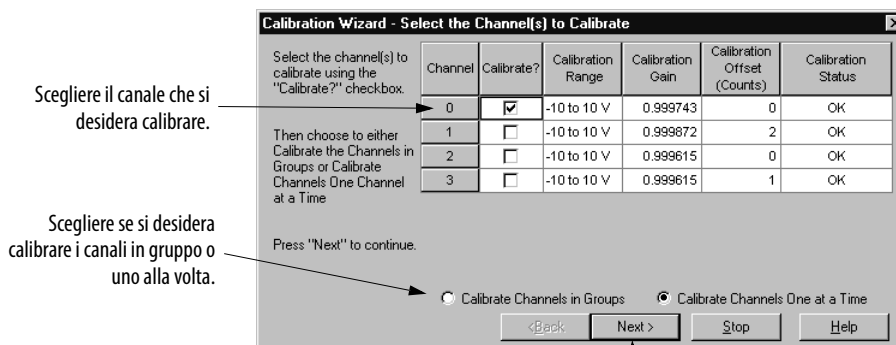 Calibration Wizard - Select the Channel(s) to Calibrate
Select the channel(s) to
calibrate using the
"Calibrate?" checkbox.
Then choose to either
Calibrate the Channels in
Groups or Calibrate
Channels One Channel
at a Time
Press "Next" to continue.
Channel Calibrate? Calibration Range Calibration Gain Calibration Offset (Counts) Calibration Status
0 -10 to 10 V 0.999743 0 OK
1 -10 to 10 V 0.999872 2 OK
2 -10 to 10 V 0.999615 0 OK
3 -10 to 10 V 0.999615 1 OK
Scegliere il canale che si
desidera calibrare.
Scegliere se si desidera
calibrare i canali in gruppo o
uno alla volta.
Calibrate Channels in Groups Calibrate Channels One at a Time
<Back Next > Stop Help